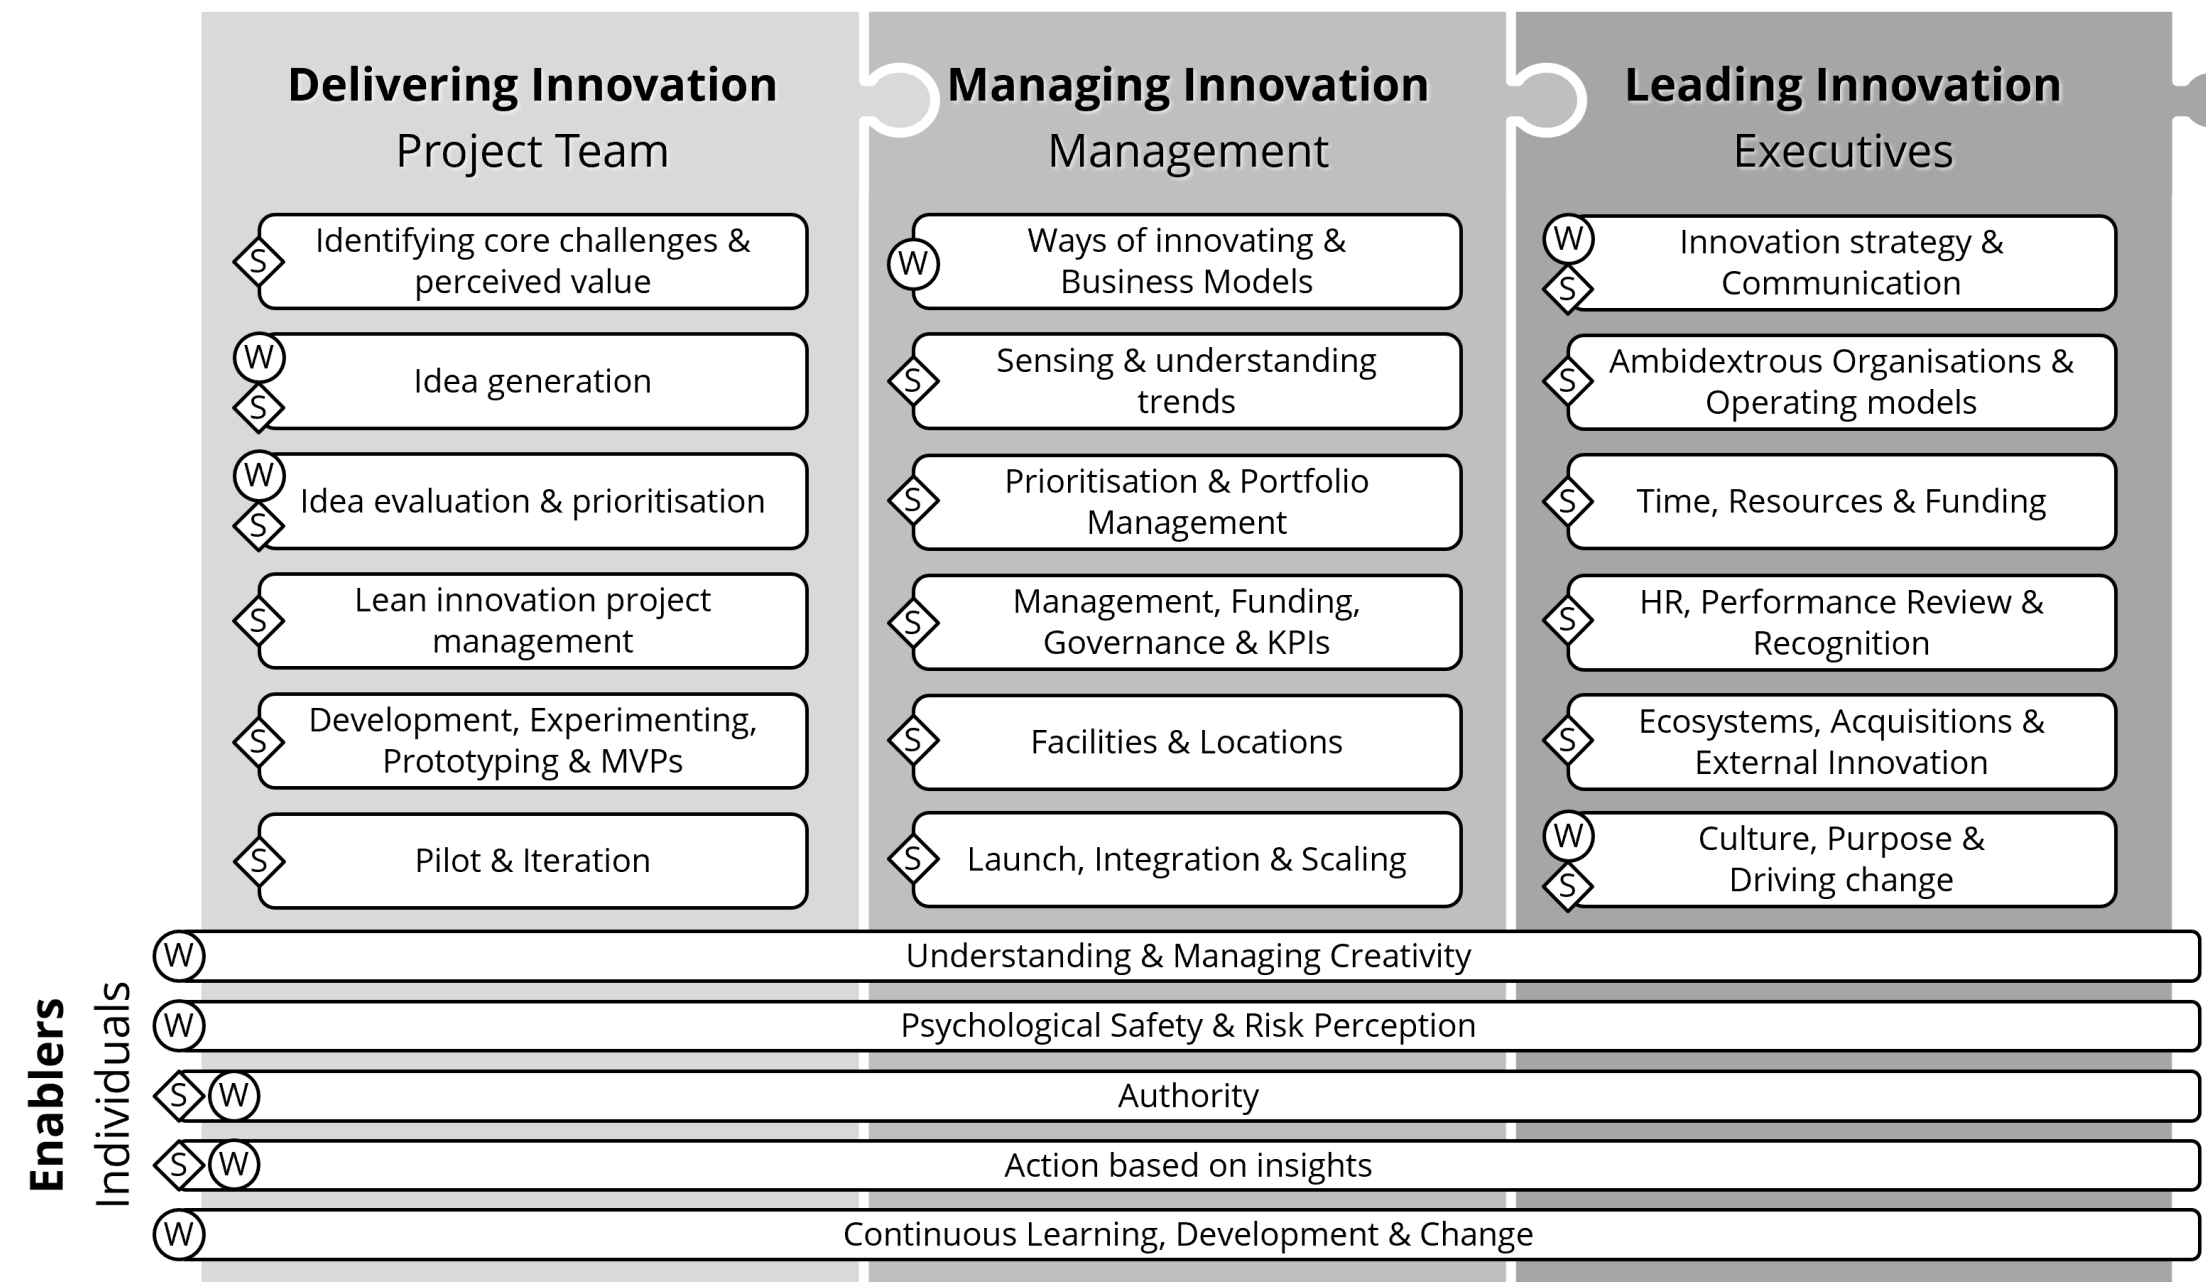 Delivering Innovation
Project Team
S
Identifying core challenges &
perceived value
W
S
Idea generation
W
S
Idea evaluation & prioritisation
S
Lean innovation project
management
S
Development, Experimenting,
Prototyping & MVPs
S
Pilot & Iteration
Managing Innovation
Management
W
Ways of innovating &
Business Models
S
Sensing & understanding
trends
S
Prioritisation & Portfolio
Management
S
Management, Funding,
Governance & KPIs
S
Facilities & Locations
S
Launch, Integration & Scaling
Leading Innovation
Executives
W
S
Innovation strategy &
Communication
S
Ambidextrous Organisations &
Operating models
S
Time, Resources & Funding
S
HR, Performance Review &
Recognition
S
Ecosystems, Acquisitions &
External Innovation
W
S
Culture, Purpose &
Driving change
Enablers
Individuals
W Understanding & Managing Creativity
W Psychological Safety & Risk Perception
S W Authority
S W Action based on insights
W Continuous Learning, Development & Change